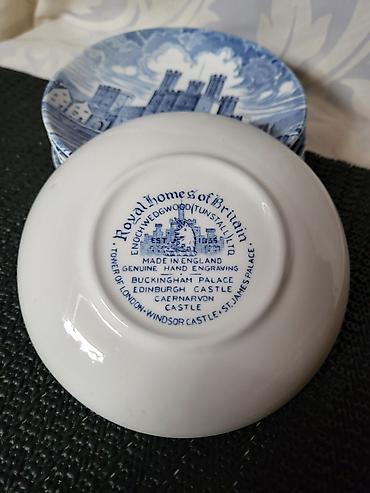 Royal Homes of Britain
ENOCH WEDGWOOD (TUNSTALL) LTD.
EST. 1835
MADE IN ENGLAND
GENUINE HAND ENGRAVING
BUCKINGHAM PALACE
EDINBURGH CASTLE
CAERNARVON
CASTLE
TOWER OF LONDON • WINDSOR CASTLE • ST. JAMES PALACE